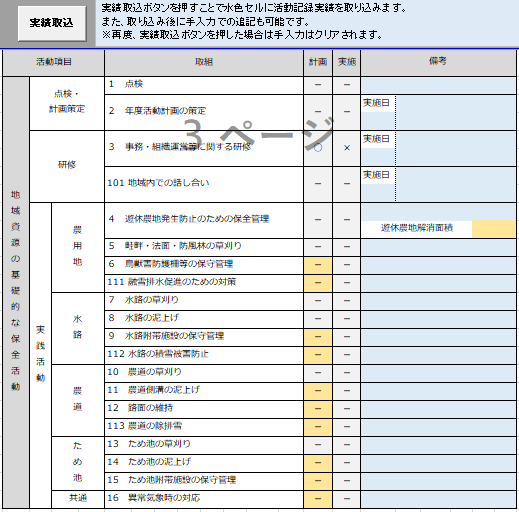 実績取込
実績取込ボタンを押すことで水色セルに活動記録実績を取り込みます。
また、取り込み後に手入力での追記も可能です。
※再度、実績取込ボタンを押した場合は手入力はクリアされます。
活動項目 取組 計画 実施 備考
地域資源の基礎的な保全活動
点検・計画策定
1 点検 － －
2 年度活動計画の策定 － － 実施日
3 ページ
研修
3 事務・組織運営等に関する研修 ○ × 実施日
101 地域内での話し合い － － 実施日
実践活動
農用地
4 遊休農地発生防止のための保全管理 － － 遊休農地解消面積
5 畦畔・法面・防風林の草刈り － －
6 鳥獣害防護柵等の保守管理 － －
111 融雪排水促進のための対策 － －
水路
7 水路の草刈り － －
8 水路の泥上げ － －
9 水路附帯施設の保守管理 － －
112 水路の積雪被害防止 － －
農道
10 農道の草刈り － －
11 農道側溝の泥上げ － －
12 路面の維持 － －
113 農道の除排雪 － －
ため池
13 ため池の草刈り － －
14 ため池の泥上げ － －
15 ため池附帯施設の保守管理 － －
共通
16 異常気象時の対応 － －